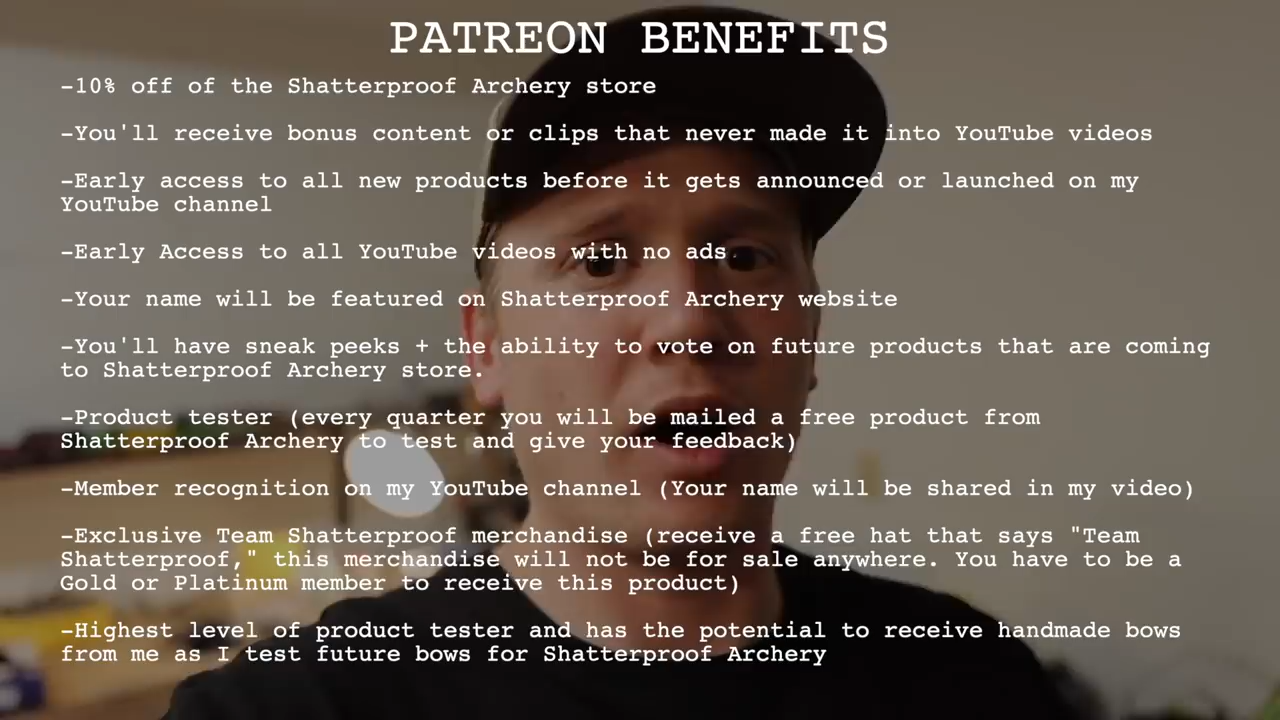 PATREON BENEFITS
-10% off of the Shatterproof Archery store
-You'll receive bonus content or clips that never made it into YouTube videos
-Early access to all new products before it gets announced or launched on my
YouTube channel
-Early Access to all YouTube videos with no ads
-Your name will be featured on Shatterproof Archery website
-You'll have sneak peeks + the ability to vote on future products that are coming
to Shatterproof Archery store.
-Product tester (every quarter you will be mailed a free product from
Shatterproof Archery to test and give your feedback)
-Member recognition on my YouTube channel (Your name will be shared in my video)
-Exclusive Team Shatterproof merchandise (receive a free hat that says "Team
Shatterproof," this merchandise will not be for sale anywhere. You have to be a
Gold or Platinum member to receive this product)
-Highest level of product tester and has the potential to receive handmade bows
from me as I test future bows for Shatterproof Archery